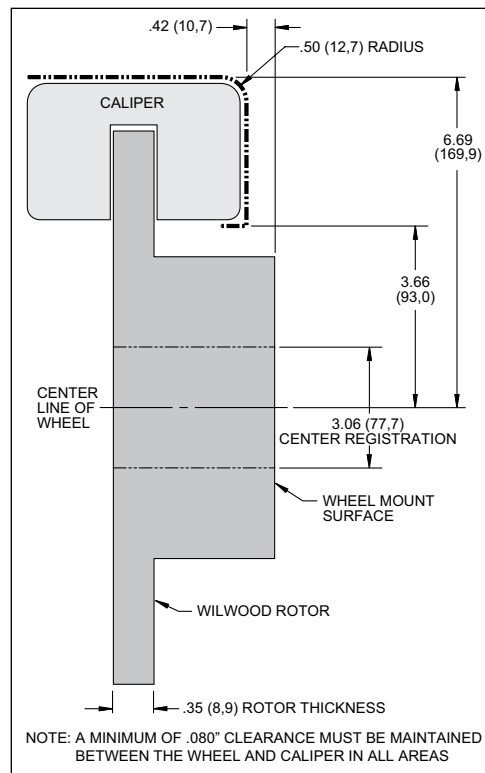 .42 (10,7)
.50 (12,7) RADIUS
CALIPER
6.69
(169,9)
3.66
(93,0)
CENTER
LINE OF
WHEEL
3.06 (77,7)
CENTER REGISTRATION
WHEEL MOUNT
SURFACE
WILWOOD ROTOR
.35 (8,9) ROTOR THICKNESS
NOTE: A MINIMUM OF .080" CLEARANCE MUST BE MAINTAINED
BETWEEN THE WHEEL AND CALIPER IN ALL AREAS